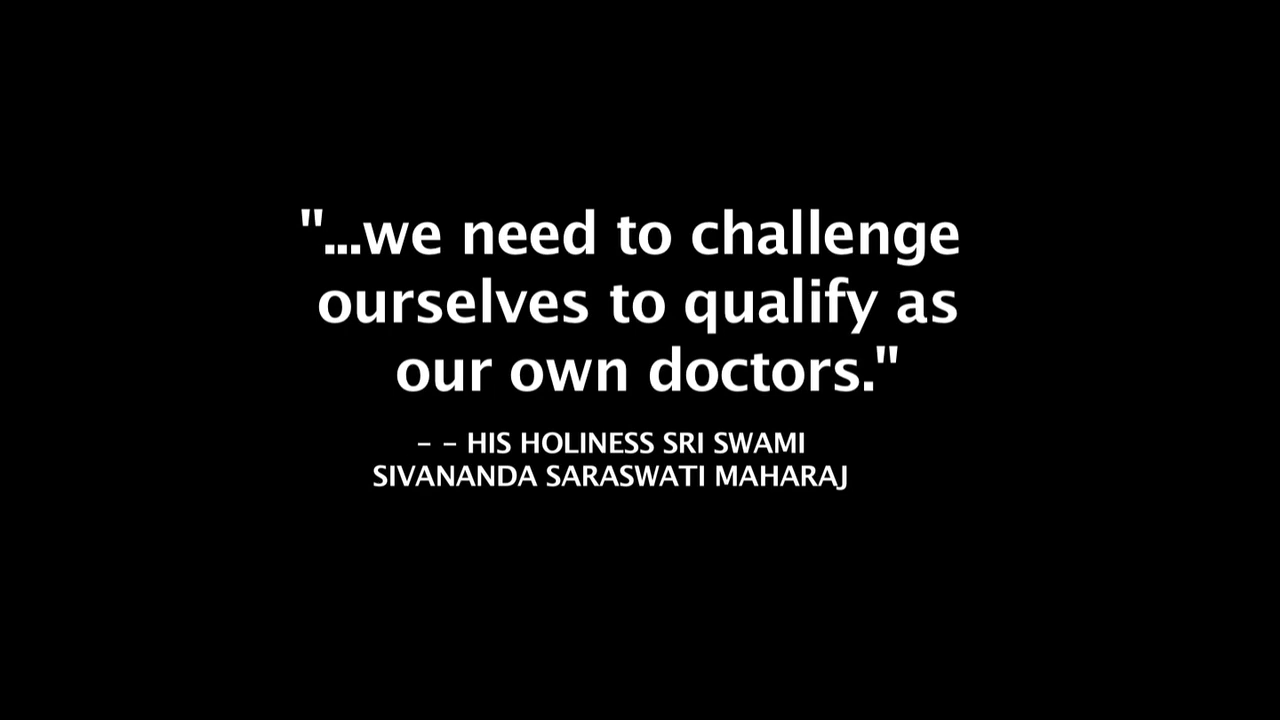 "...we need to challenge
ourselves to qualify as
our own doctors."
– – HIS HOLINESS SRI SWAMI
SIVANANDA SARASWATI MAHARAJ